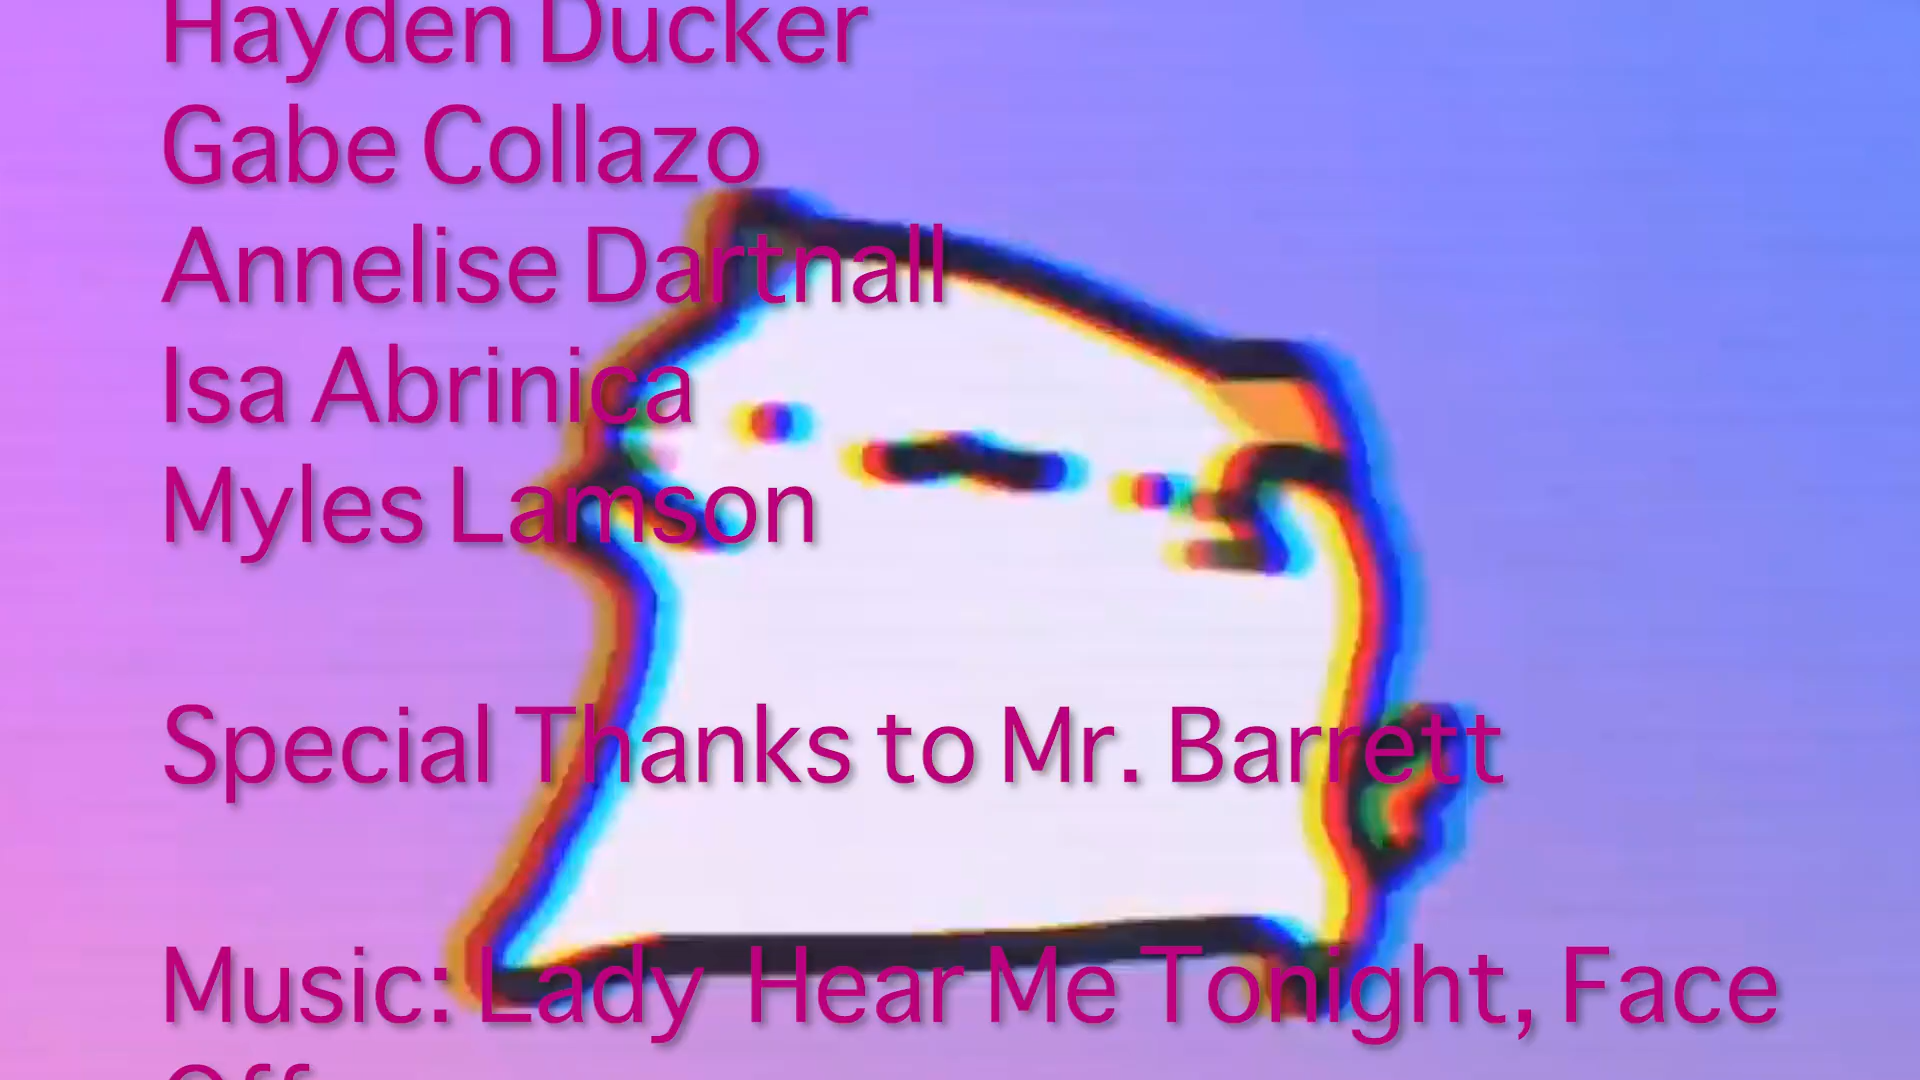 Hayden Ducker
Gabe Collazo
Annelise Dartnall
Isa Abrinica
Myles Lamson
Special Thanks to Mr. Barrett
Music: Lady Hear Me Tonight, Face
Off